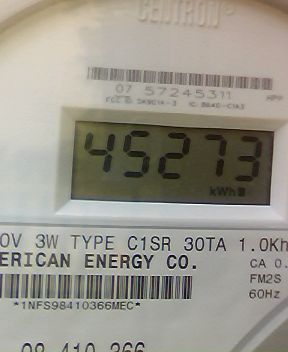 CENTRON®
07 57245311
45273
kWh
0V 3W TYPE C1SR 30TA 1.0Kh
ERICAN ENERGY CO.
CA 0.
FM2S
60Hz
*1NFS98410366MEC*
98 410 366